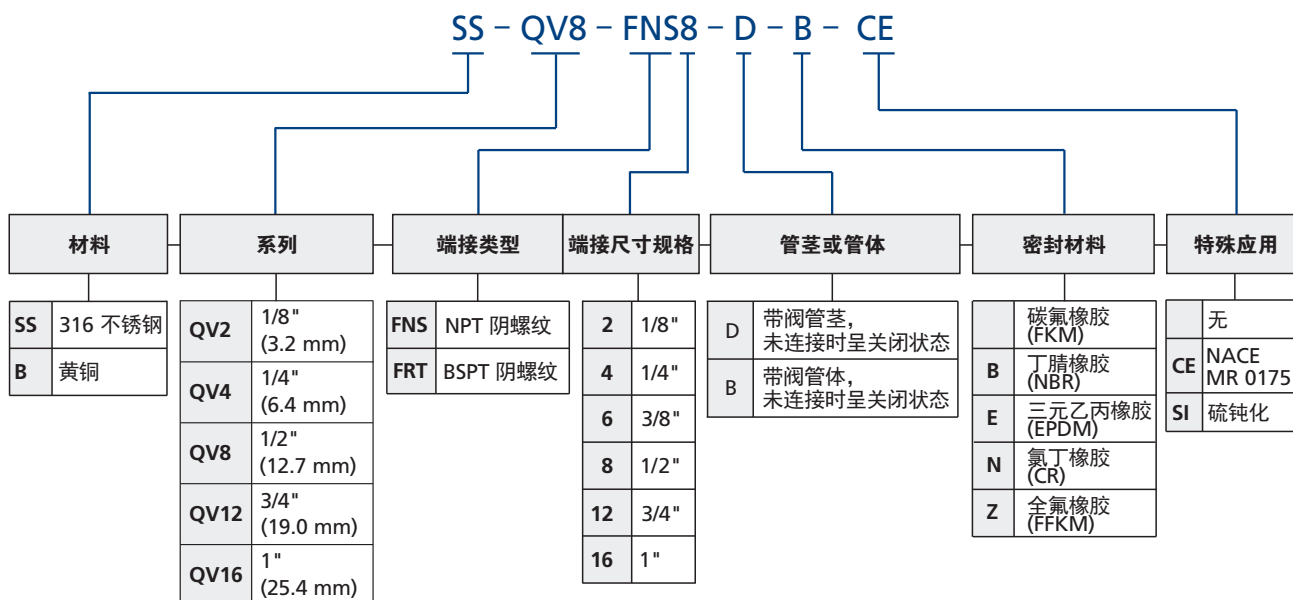 SS – QV8 – FNS8 – D – B – CE
材料
系列
端接类型
端接尺寸规格
管茎或管体
密封材料
特殊应用
SS 316 不锈钢
B 黄铜
QV2 1/8"
(3.2 mm)
QV4 1/4"
(6.4 mm)
QV8 1/2"
(12.7 mm)
QV12 3/4"
(19.0 mm)
QV16 1"
(25.4 mm)
FNS NPT 阴螺纹
FRT BSPT 阴螺纹
2 1/8"
4 1/4"
6 3/8"
8 1/2"
12 3/4"
16 1"
D 带阀管茎，
未连接时呈关闭状态
B 带阀管体，
未连接时呈关闭状态
碳氟橡胶
(FKM)
B 丁腈橡胶
(NBR)
E 三元乙丙橡胶
(EPDM)
N 氯丁橡胶
(CR)
Z 全氟橡胶
(FFKM)
无
CE NACE
MR 0175
SI 硫钝化